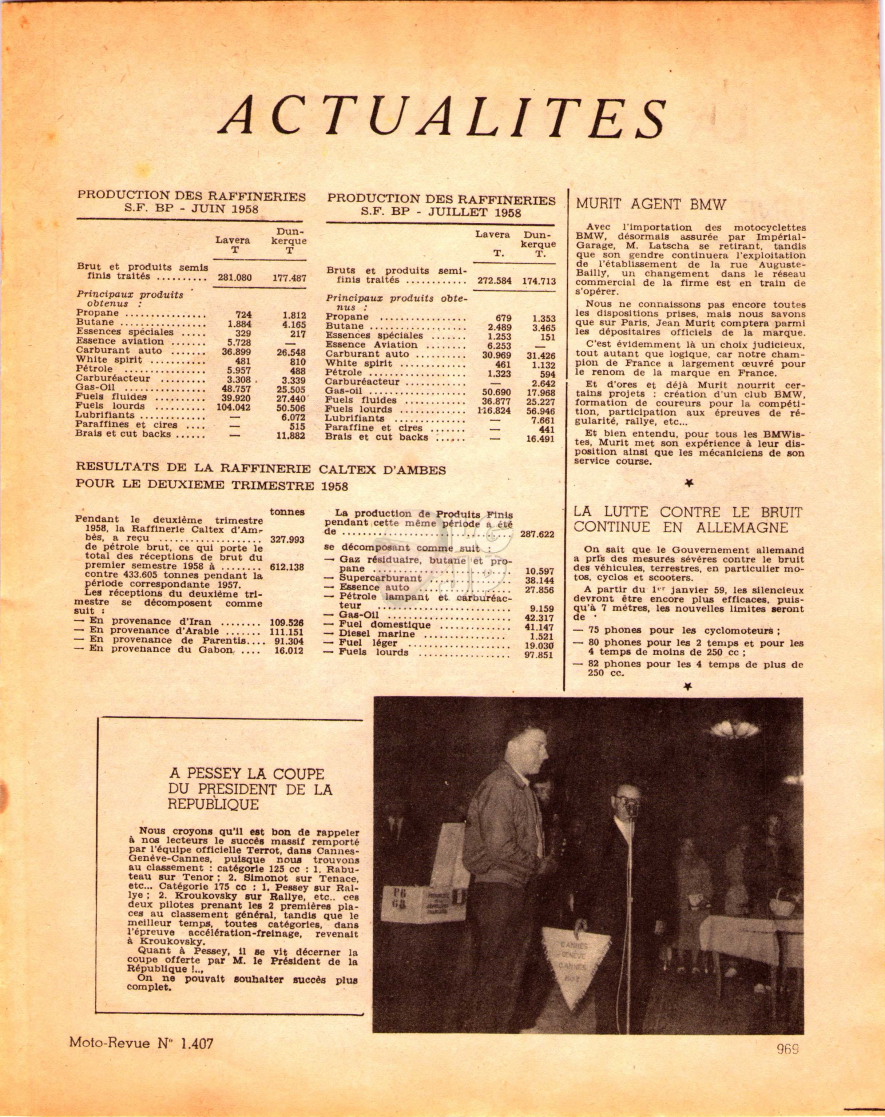 ACTUALITES
PRODUCTION DES RAFFINERIES
S.F. BP - JUIN 1958
Lavera
T
Dun-
kerque
T
Brut et produits semis
finis traités .......... 281.080 177.487
Principaux produits
obtenus :
Propane ................ 724 1.812
Butane ................. 1.884 4.165
Essences spéciales ..... 329 217
Essence aviation ....... 5.728 —
Carburant auto ....... 36.899 26.548
White spirit ........... 481 810
Pétrole ................ 5.957 488
Carburéacteur ......... 3.308 3.339
Gas-Oil ................ 48.757 25.505
Fuels fluides .......... 39.920 27.440
Fuels lourds .......... 104.042 50.506
Lubrifiants ............ — 6.072
Paraffines et cires .... — 515
Brais et cut backs ...... — 11.882
PRODUCTION DES RAFFINERIES
S.F. BP - JUILLET 1958
Lavera
T.
Dun-
kerque
T.
Bruts et produits semi-
finis traités ............ 272.584 174.713
Principaux produits obte-
nus :
Propane ................ 679 1.353
Butane ................. 2.489 3.465
Essences spéciales ...... 1.253 151
Essence Aviation ....... 6.253 —
Carburant auto ......... 30.969 31.426
White spirit ............ 461 1.132
Pétrole ................. 1.323 594
Carburéacteur .......... — 2.642
Gas-oil ................. 50.690 17.968
Fuels fluides .......... 36.877 25.227
Fuels lourds ........... 116.824 56.946
Lubrifiants ............. — 7.661
Paraffine et cires ...... — 441
Brais et cut backs ...... — 16.491
RESULTATS DE LA RAFFINERIE CALTEX D'AMBES
POUR LE DEUXIEME TRIMESTRE 1958
tonnes
Pendant le deuxième trimestre
1958, la Raffinerie Caltex d'Am-
bès, a reçu .................. 327.993
de pétrole brut, ce qui porte le
total des réceptions de brut du
premier semestre 1958 à ........ 612.138
contre 433.605 tonnes pendant la
période correspondante 1957.
Les réceptions du deuxième tri-
mestre se décomposent comme
suit :
— En provenance d'Iran ........ 109.526
— En provenance d'Arabie ....... 111.151
— En provenance de Parentis.... 91.304
— En provenance du Gabon. .... 16.012
La production de Produits Finis
pendant cette même période a été
de ............................. 287.622
se décomposant comme suit :
— Gaz résiduaire, butane et pro-
pane ........................ 10.597
— Supercarburant .............. 38.144
— Essence auto ................ 27.856
— Pétrole lampant et carburéac-
teur ......................... 9.159
— Gas-Oil ...................... 42.317
— Fuel domestique .............. 41.147
— Diesel marine ................ 1.521
— Fuel léger ................... 19.030
— Fuels lourds ................. 97.851
MURIT AGENT BMW
Avec l'importation des motocyclettes
BMW, désormais assurée par Impérial-
Garage, M. Latscha se retirant, tandis
que son gendre continuera l'exploitation
de l'établissement de la rue Auguste-
Bailly, un changement dans le réseau
commercial de la firme est en train de
s'opérer.
Nous ne connaissons pas encore toutes
les dispositions prises, mais nous savons
que sur Paris, Jean Murit comptera parmi
les dépositaires officiels de la marque.
C'est évidemment là un choix judicieux,
tout autant que logique, car notre cham-
pion de France a largement œuvré pour
le renom de la marque en France.
Et d'ores et déjà Murit nourrit cer-
tains projets : création d'un club BMW,
formation de coureurs pour la compéti-
tion, participation aux épreuves de ré-
gularité, rallye, etc...
Et bien entendu, pour tous les BMWis-
tes, Murit met son expérience à leur dis-
position ainsi que les mécaniciens de son
service course.
LA LUTTE CONTRE LE BRUIT
CONTINUE EN ALLEMAGNE
On sait que le Gouvernement allemand
a pris des mesures sévères contre le bruit
des véhicules, terrestres, en particulier mo-
tos, cyclos et scooters.
A partir du 1er janvier 59, les silencieux
devront être encore plus efficaces, puis-
qu'à 7 mètres, les nouvelles limites seront
de
— 75 phones pour les cyclomoteurs ;
— 80 phones pour les 2 temps et pour les
4 temps de moins de 250 cc ;
— 82 phones pour les 4 temps de plus de
250 cc.
A PESSEY LA COUPE
DU PRESIDENT DE LA
REPUBLIQUE
Nous croyons qu'il est bon de rappeler
à nos lecteurs le succès massif remporté
par l'équipe officielle Terrot, dans Cannes-
Genève-Cannes, puisque nous trouvons
au classement : catégorie 125 cc : 1. Rabu-
teau sur Tenor ; 2. Simonot sur Tenace,
etc... Catégorie 175 cc : 1. Pessey sur Ral-
lye ; 2. Kroukovsky sur Rallye, etc.. ces
deux pilotes prenant les 2 premières pla-
ces au classement général, tandis que le
meilleur temps, toutes catégories, dans
l'épreuve accélération-freinage, revenait
à Kroukovsky.
Quant à Pessey, il se vit décerner la
coupe offerte par M. le Président de la
République !...
On ne pouvait souhaiter succès plus
complet.
CANNES
GENÈVE
CANNES
Moto-Revue N° 1.407
969